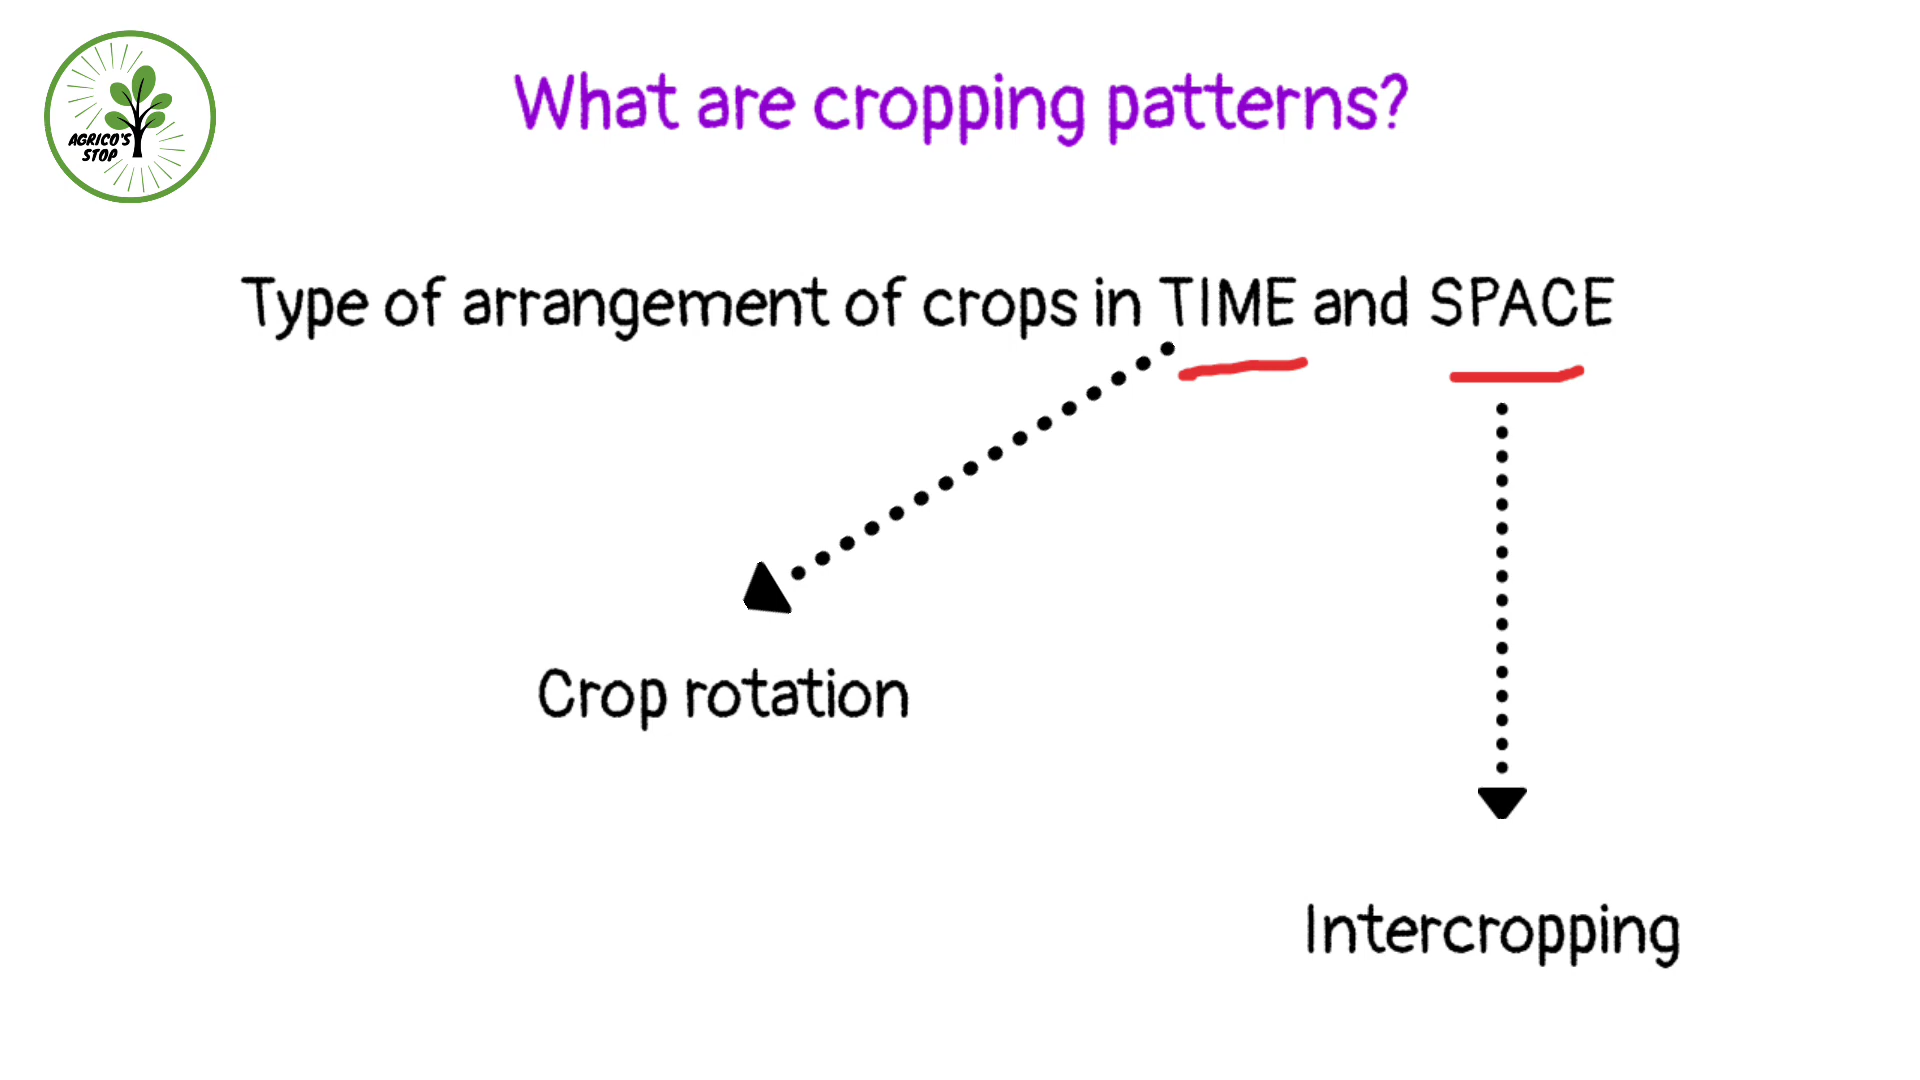 AGRICO'S
STOP
What are cropping patterns?
Type of arrangement of crops in TIME and SPACE
Crop rotation
Intercropping